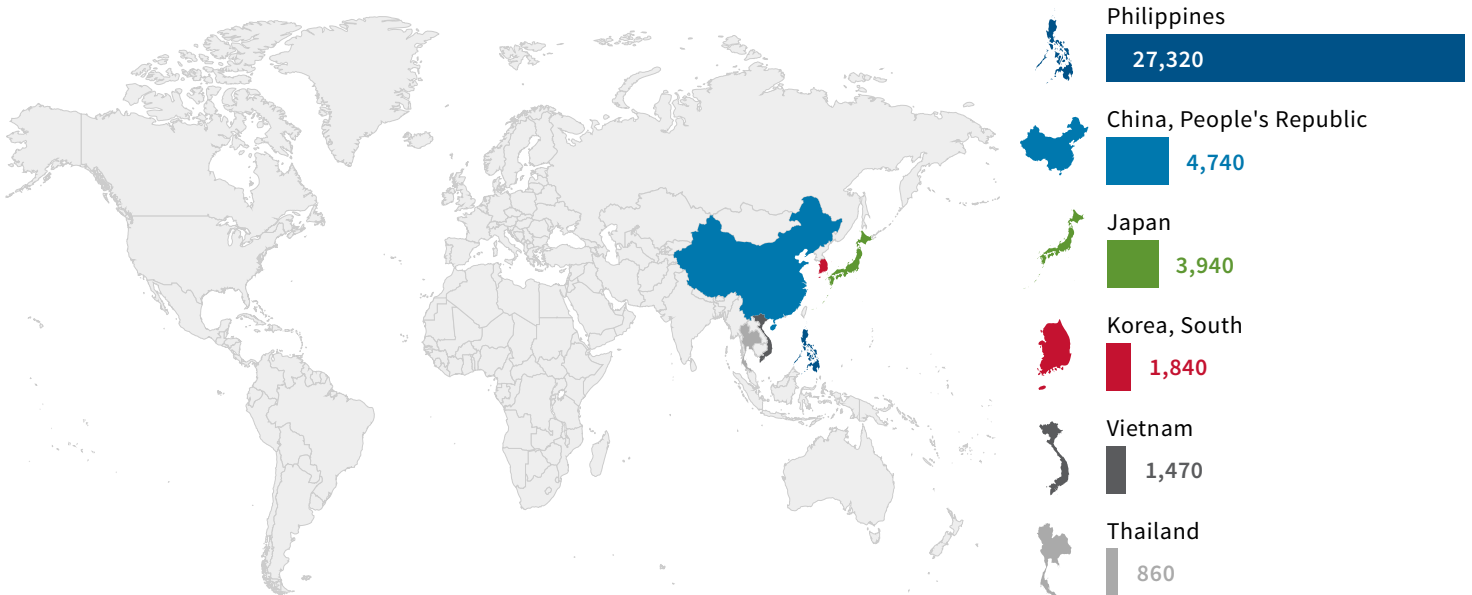 Philippines
27,320
China, People's Republic
4,740
Japan
3,940
Korea, South
1,840
Vietnam
1,470
Thailand
860